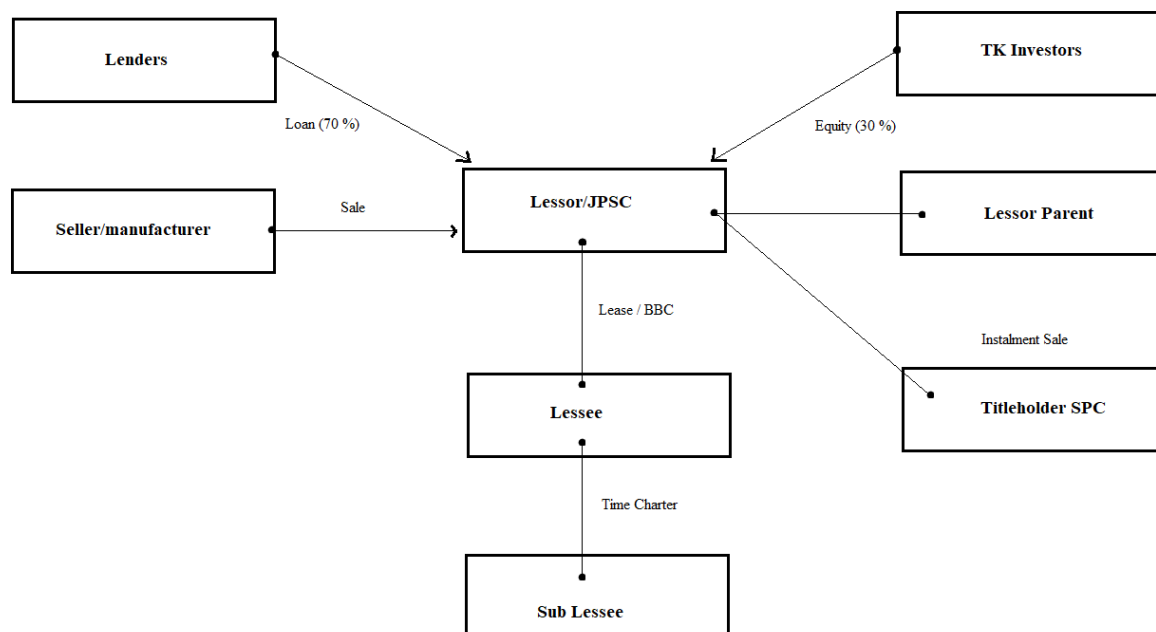 Lenders
TK Investors
Loan (70 %)
Equity (30 %)
Lessor/JPSC
Seller/manufacturer
Sale
Lessor Parent
Lease / BBC
Instalment Sale
Lessee
Titleholder SPC
Time Charter
Sub Lessee